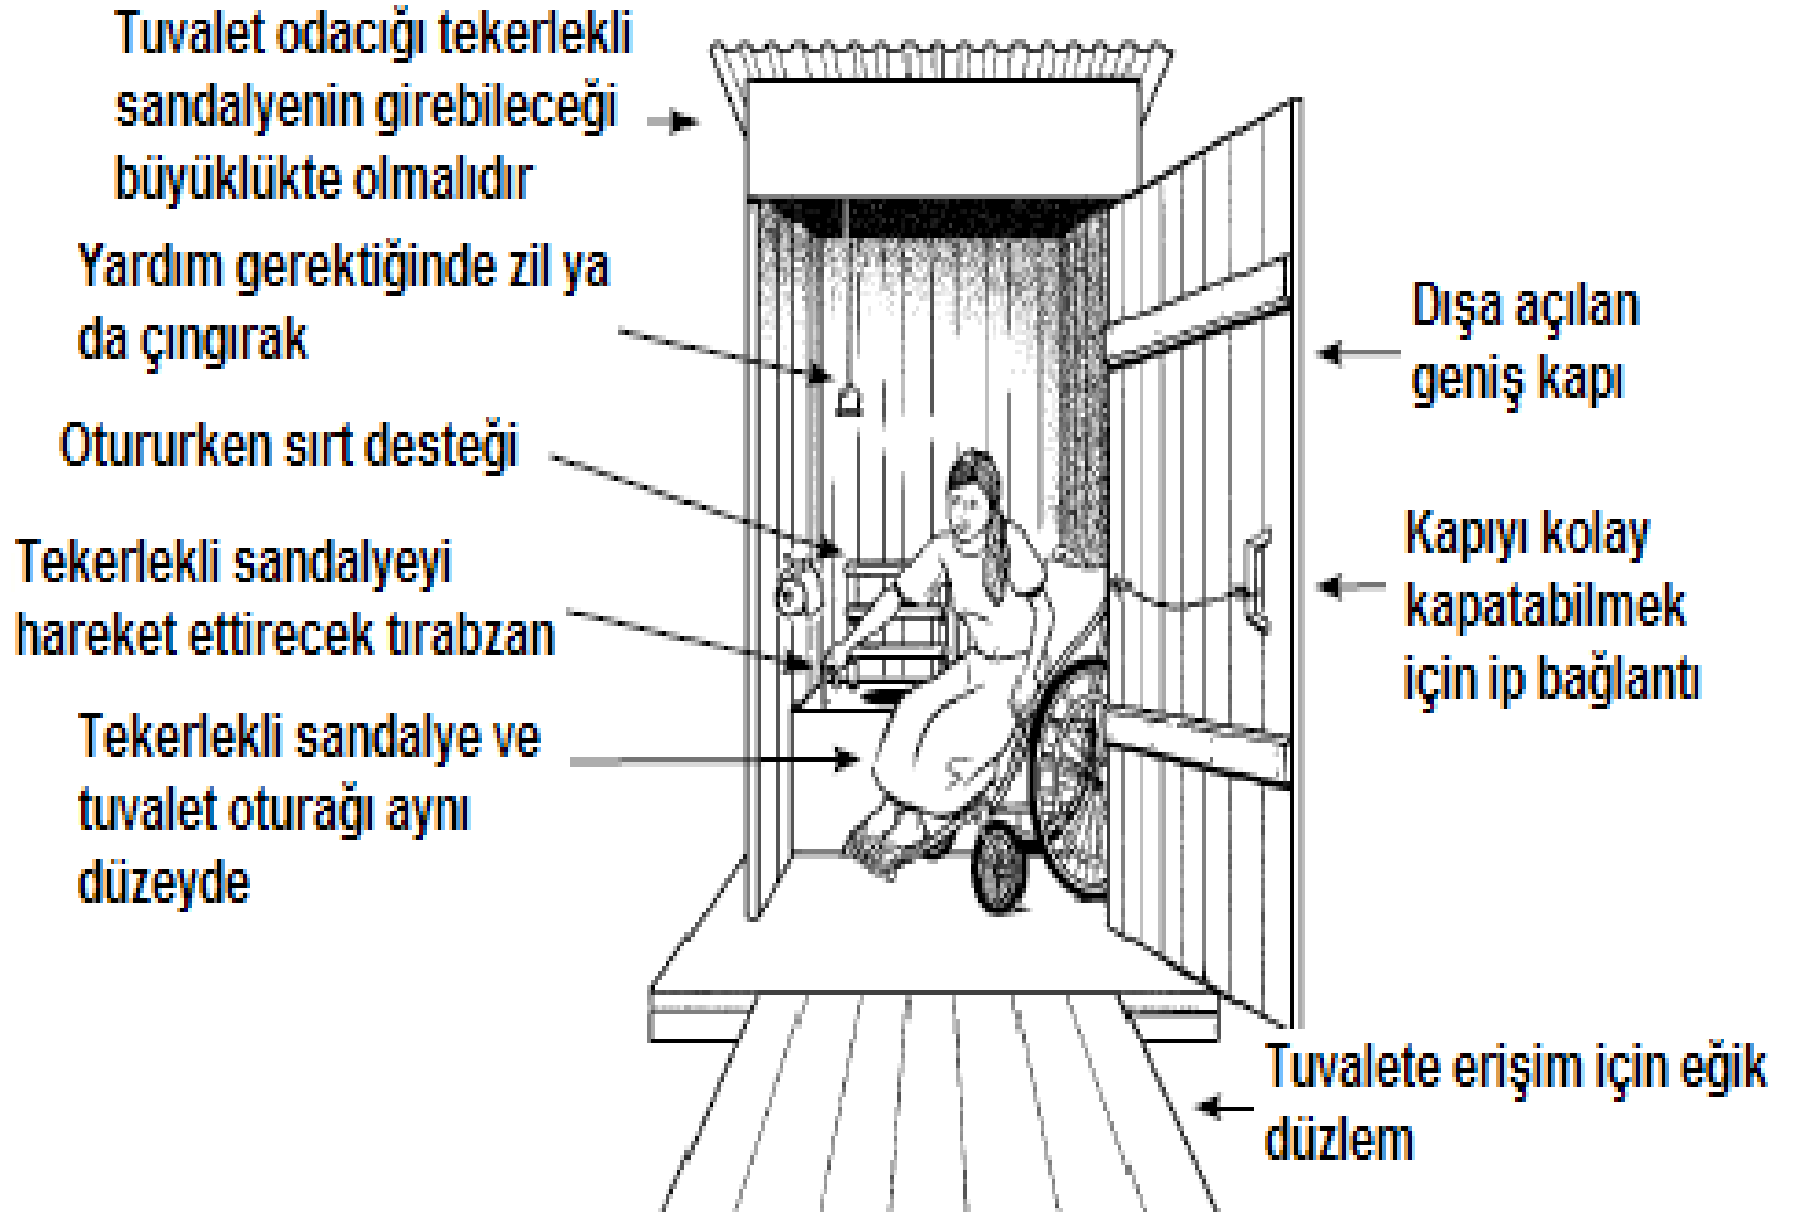 Tuvalet odacığı tekerlekli
sandalyenin girebileceği
büyüklükte olmalıdır
Yardım gerektiğinde zil ya
da çıngırak
Otururken sırt desteği
Tekerlekli sandalyeyi
hareket ettirecek tırabzan
Tekerlekli sandalye ve
tuvalet oturağı aynı
düzeyde
Dışa açılan
geniş kapı
Kapıyı kolay
kapatabilmek
için ip bağlantı
Tuvalete erişim için eğik
düzlem